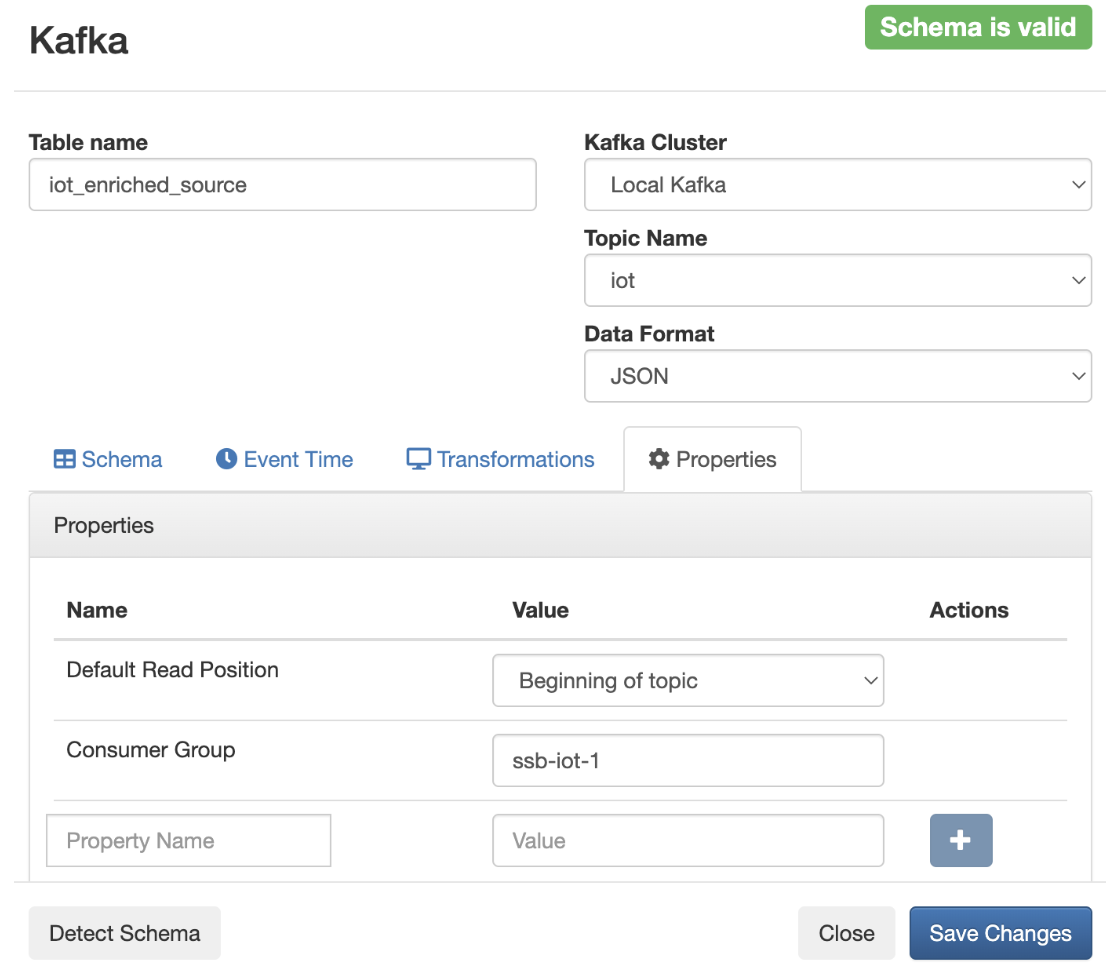 Kafka
Schema is valid
Table name
iot_enriched_source
Kafka Cluster
Local Kafka
Topic Name
iot
Data Format
JSON
Schema
Event Time
Transformations
Properties
Properties
Name Value Actions
Default Read Position Beginning of topic
Consumer Group ssb-iot-1
Property Name Value
Detect Schema Close Save Changes